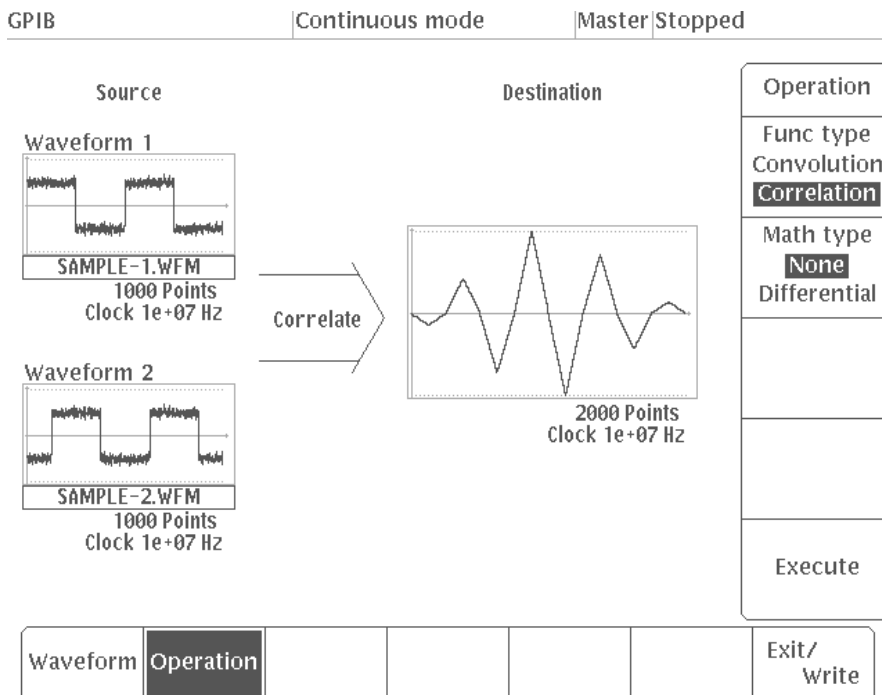 GPIB Continuous mode Master Stopped
Source
Destination
Waveform 1
SAMPLE-1.WFM
1000 Points
Clock 1e+07 Hz
Correlate
Waveform 2
SAMPLE-2.WFM
1000 Points
Clock 1e+07 Hz
2000 Points
Clock 1e+07 Hz
Operation
Func type
Convolution
Correlation
Math type
None
Differential
Execute
Waveform Operation
Exit/
Write